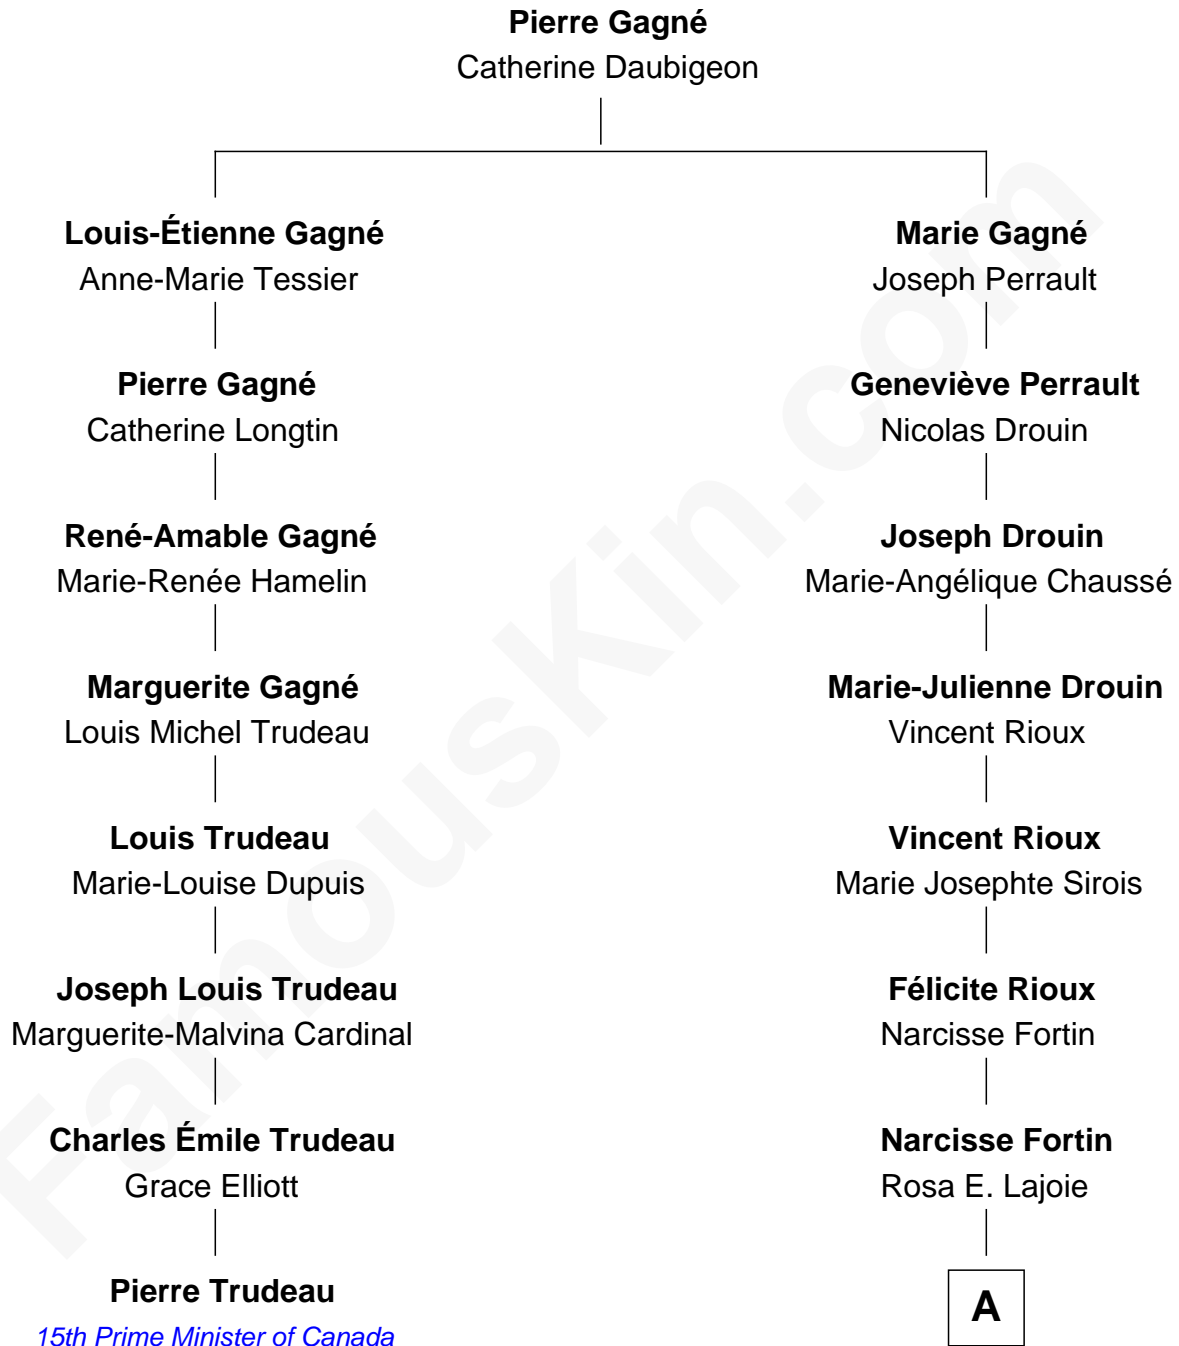 Pierre Gagné
Catherine Daubigeon
Louis-Étienne Gagné
Anne-Marie Tessier
Marie Gagné
Joseph Perrault
Pierre Gagné
Catherine Longtin
Geneviève Perrault
Nicolas Drouin
René-Amable Gagné
Marie-Renée Hamelin
Joseph Drouin
Marie-Angélique Chaussé
Marguerite Gagné
Louis Michel Trudeau
Marie-Julienne Drouin
Vincent Rioux
Louis Trudeau
Marie-Louise Dupuis
Vincent Rioux
Marie Josephte Sirois
Joseph Louis Trudeau
Marguerite-Malvina Cardinal
Félicite Rioux
Narcisse Fortin
Charles Émile Trudeau
Grace Elliott
Narcisse Fortin
Rosa E. Lajoie
Pierre Trudeau
15th Prime Minister of Canada
A
FamousKin.com